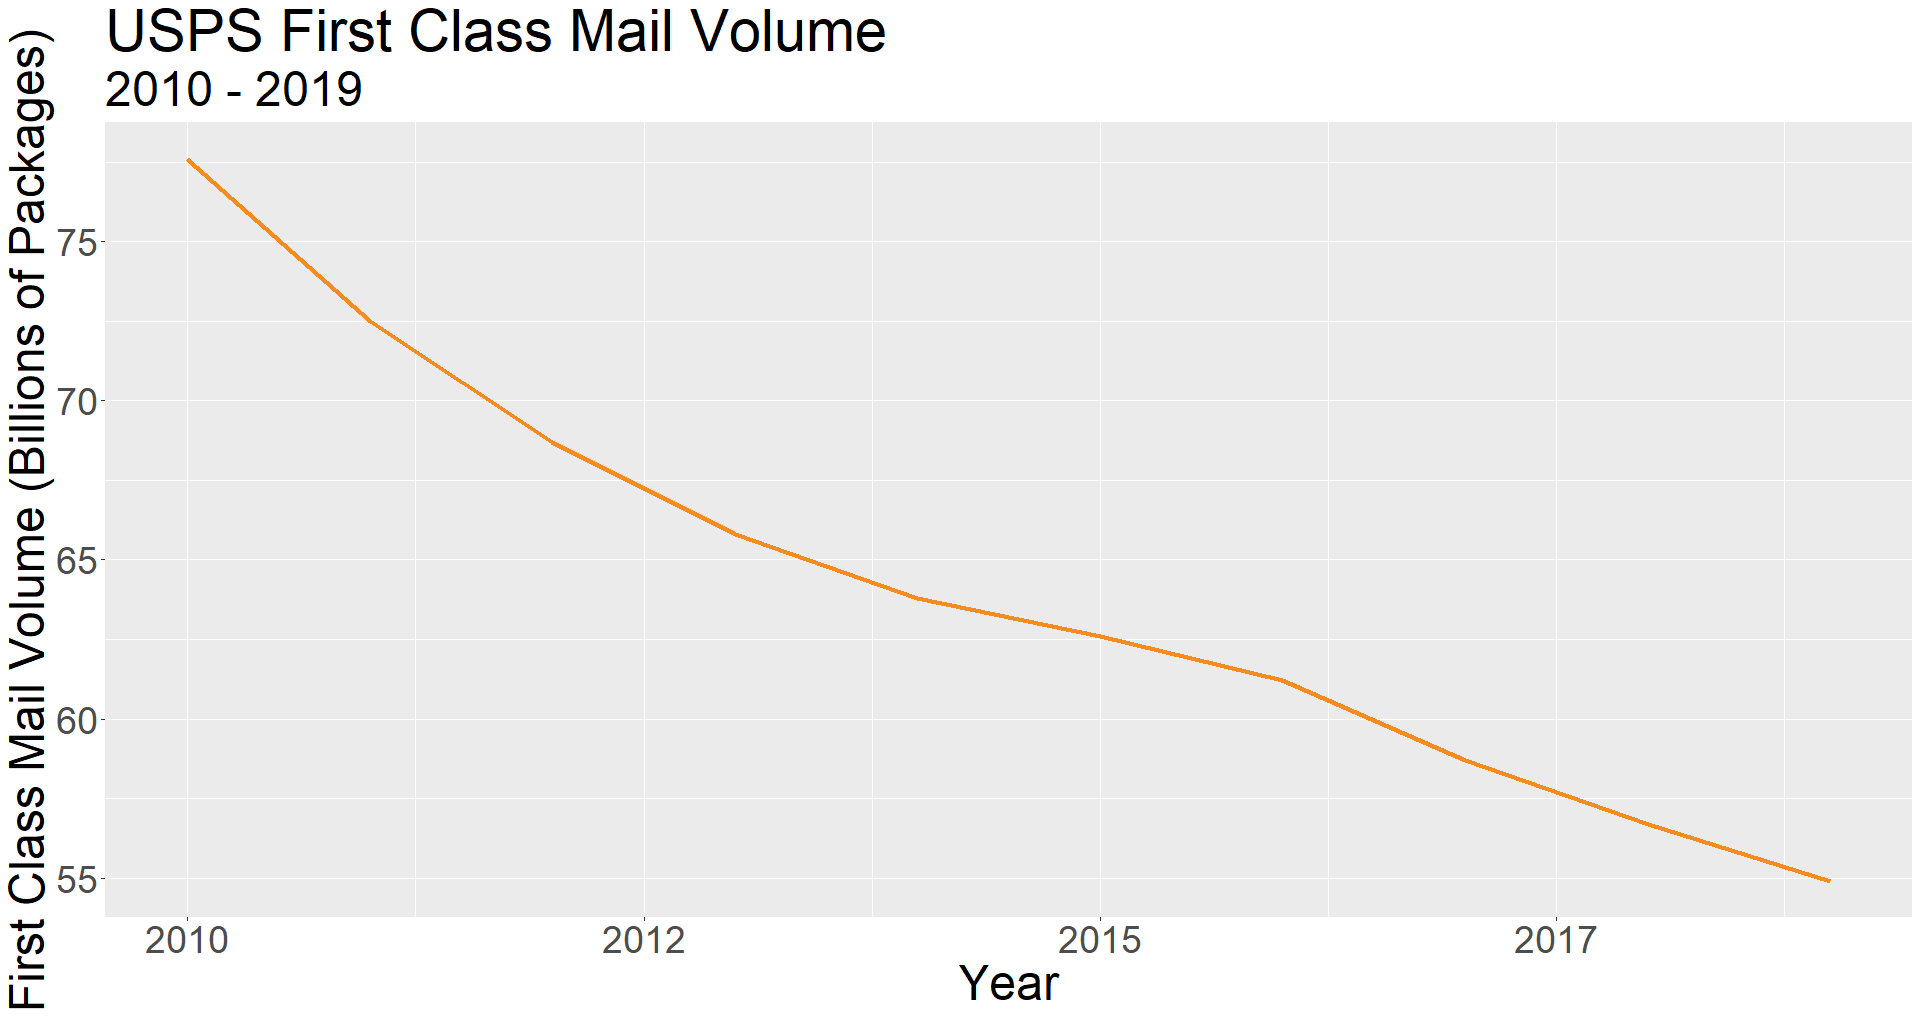 USPS First Class Mail Volume
2010 - 2019
First Class Mail Volume (Billions of Packages)
75
70
65
60
55
2010
2012
2015
2017
Year